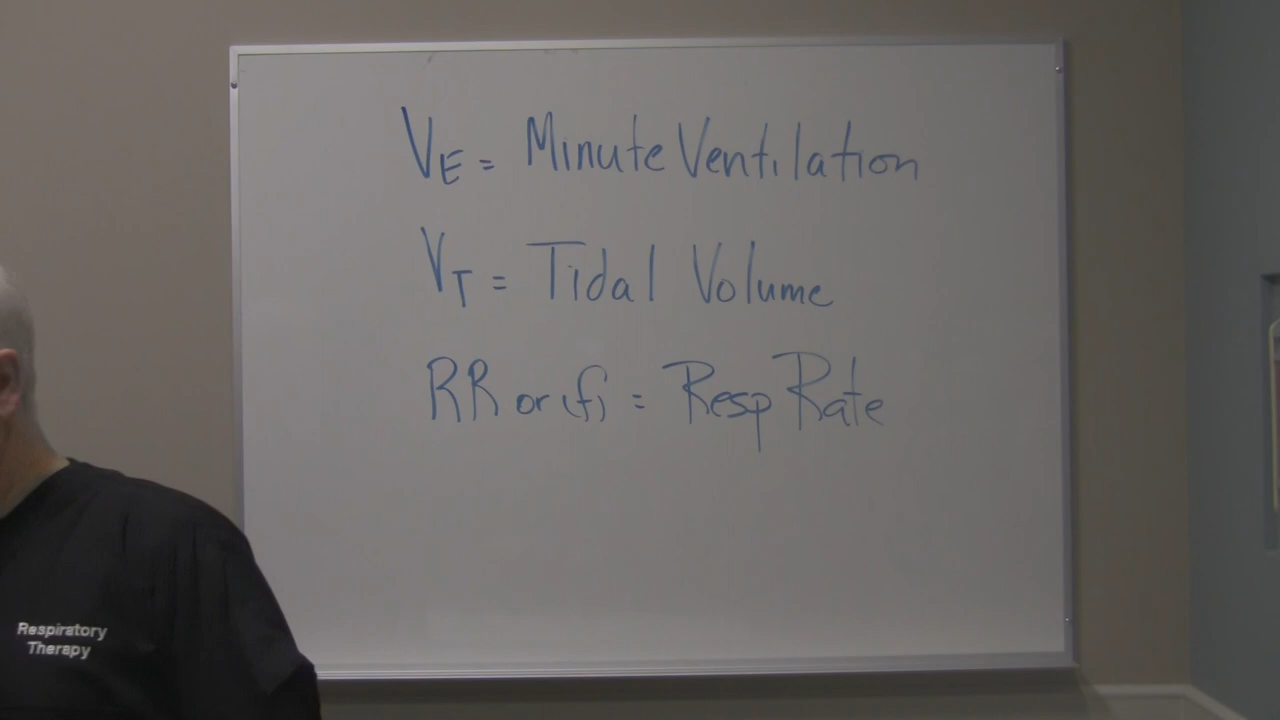 VE = Minute Ventilation
VT = Tidal Volume
RR or (f) = Resp Rate
Respiratory
Therapy